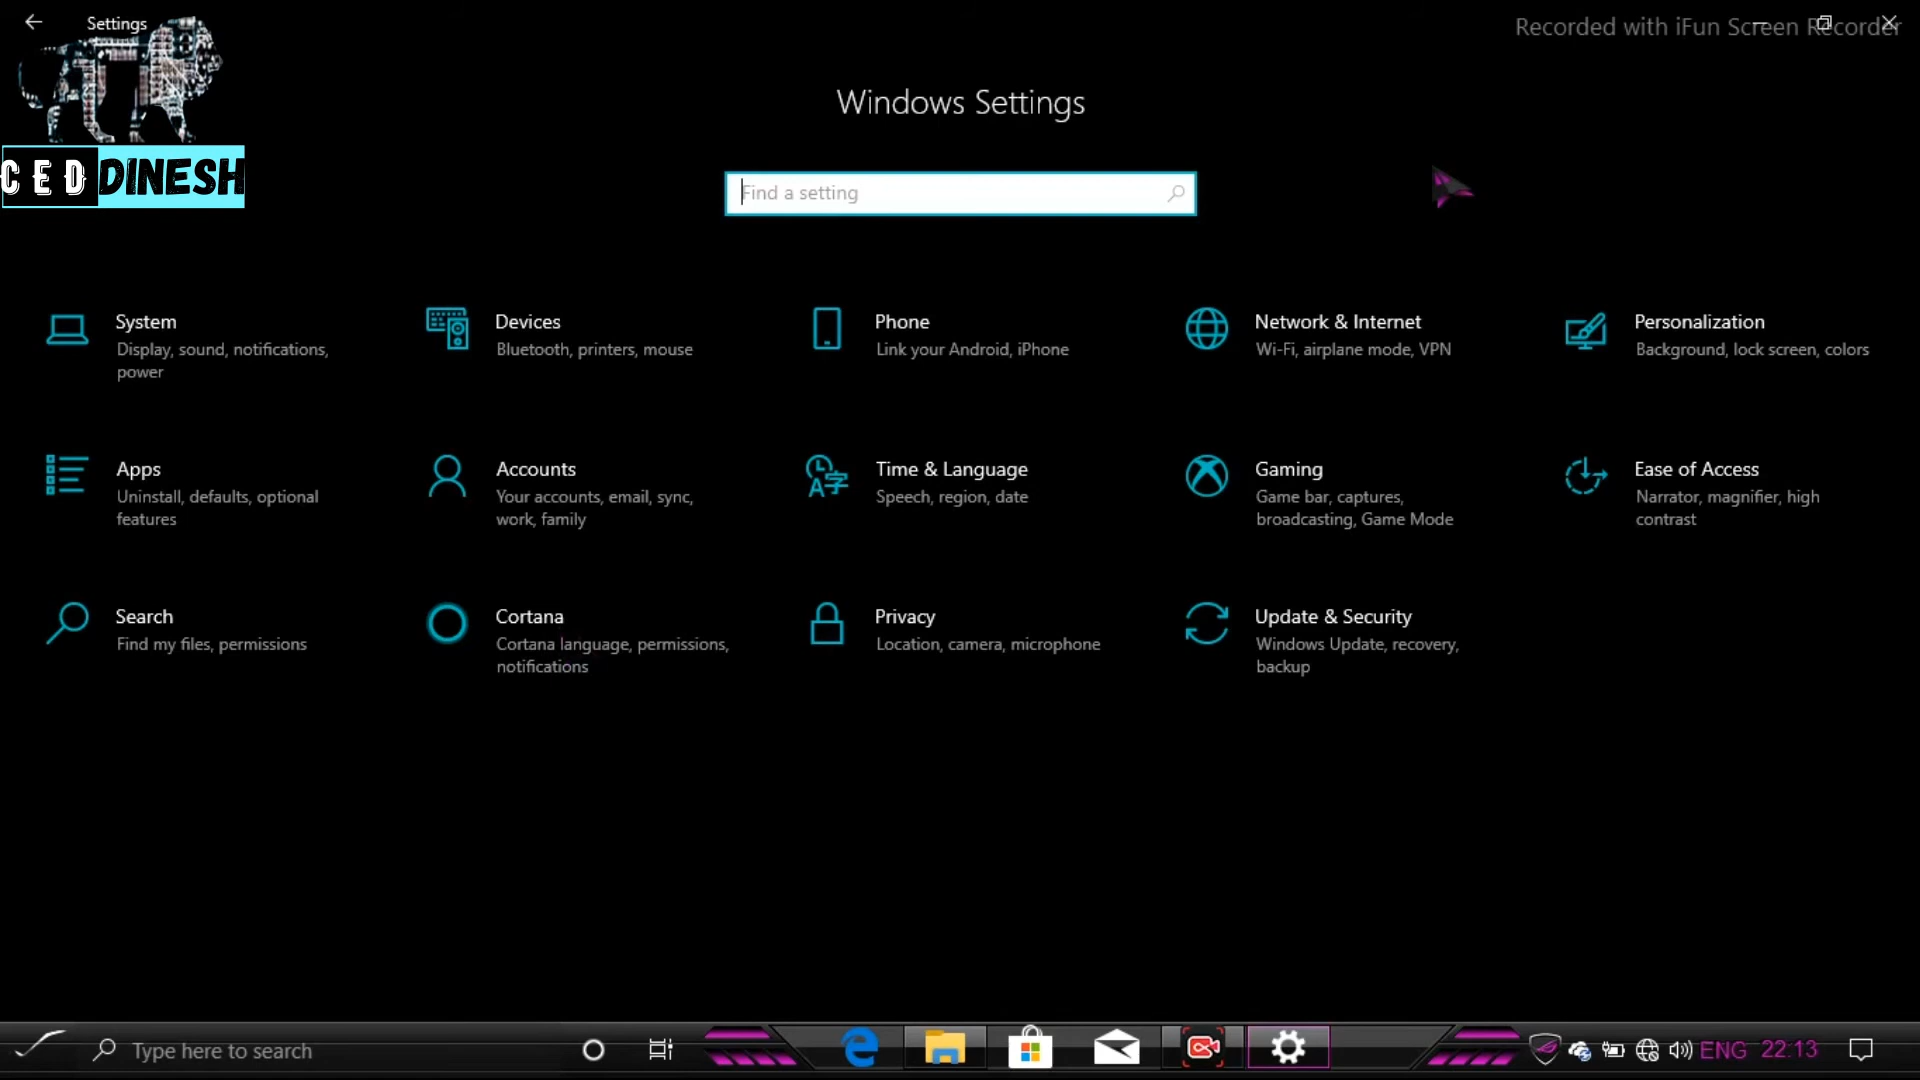 Settings
Recorded with iFun Screen Recorder
CED DINESH
Windows Settings
Find a setting
System
Display, sound, notifications,
power
Devices
Bluetooth, printers, mouse
Phone
Link your Android, iPhone
Network & Internet
Wi-Fi, airplane mode, VPN
Personalization
Background, lock screen, colors
Apps
Uninstall, defaults, optional
features
Accounts
Your accounts, email, sync,
work, family
Time & Language
Speech, region, date
Gaming
Game bar, captures,
broadcasting, Game Mode
Ease of Access
Narrator, magnifier, high
contrast
Search
Find my files, permissions
Cortana
Cortana language, permissions,
notifications
Privacy
Location, camera, microphone
Update & Security
Windows Update, recovery,
backup
Type here to search
ENG 22:13